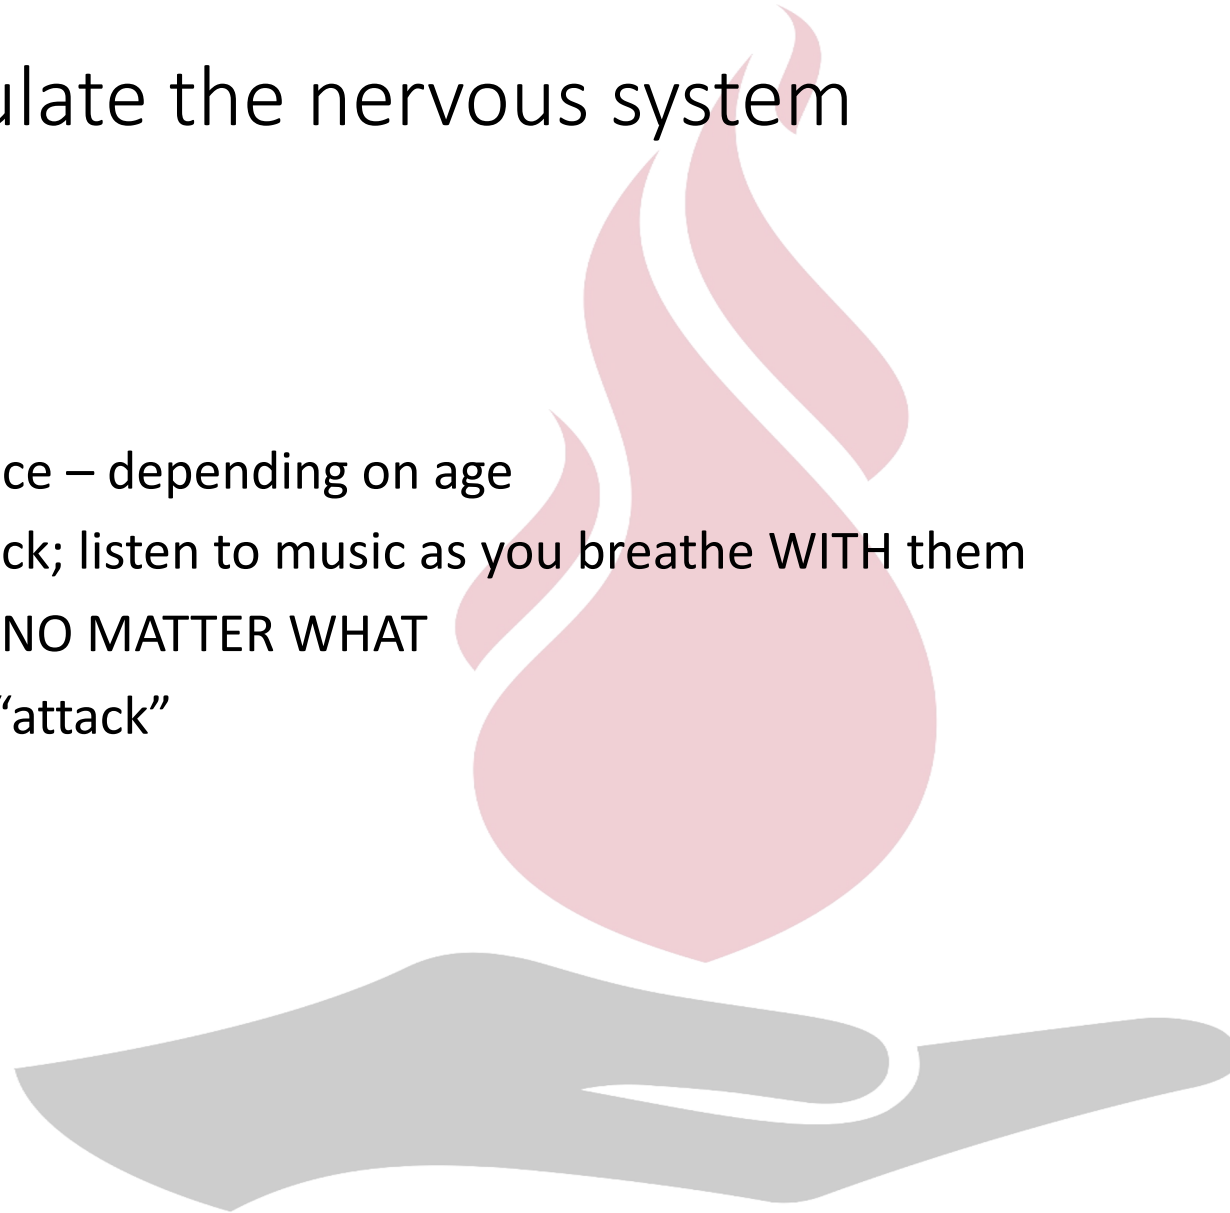 ulate the nervous system
ce – depending on age
ck; listen to music as you breathe WITH them
NO MATTER WHAT
“attack”